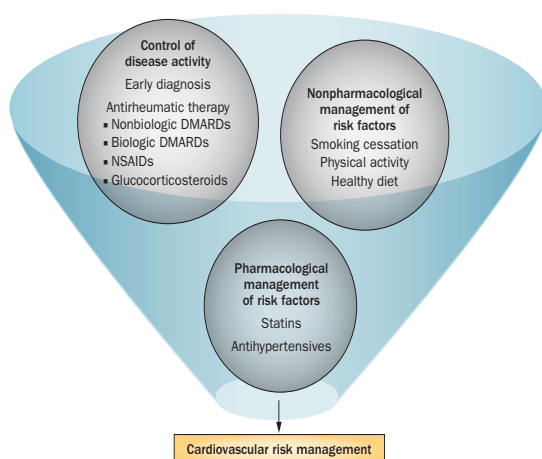 Control of
disease activity
Early diagnosis
Antirheumatic therapy
▪ Nonbiologic DMARDs
▪ Biologic DMARDs
▪ NSAIDs
▪ Glucocorticosteroids
Nonpharmacological
management of
risk factors
Smoking cessation
Physical activity
Healthy diet
Pharmacological
management
of risk factors
Statins
Antihypertensives
Cardiovascular risk management